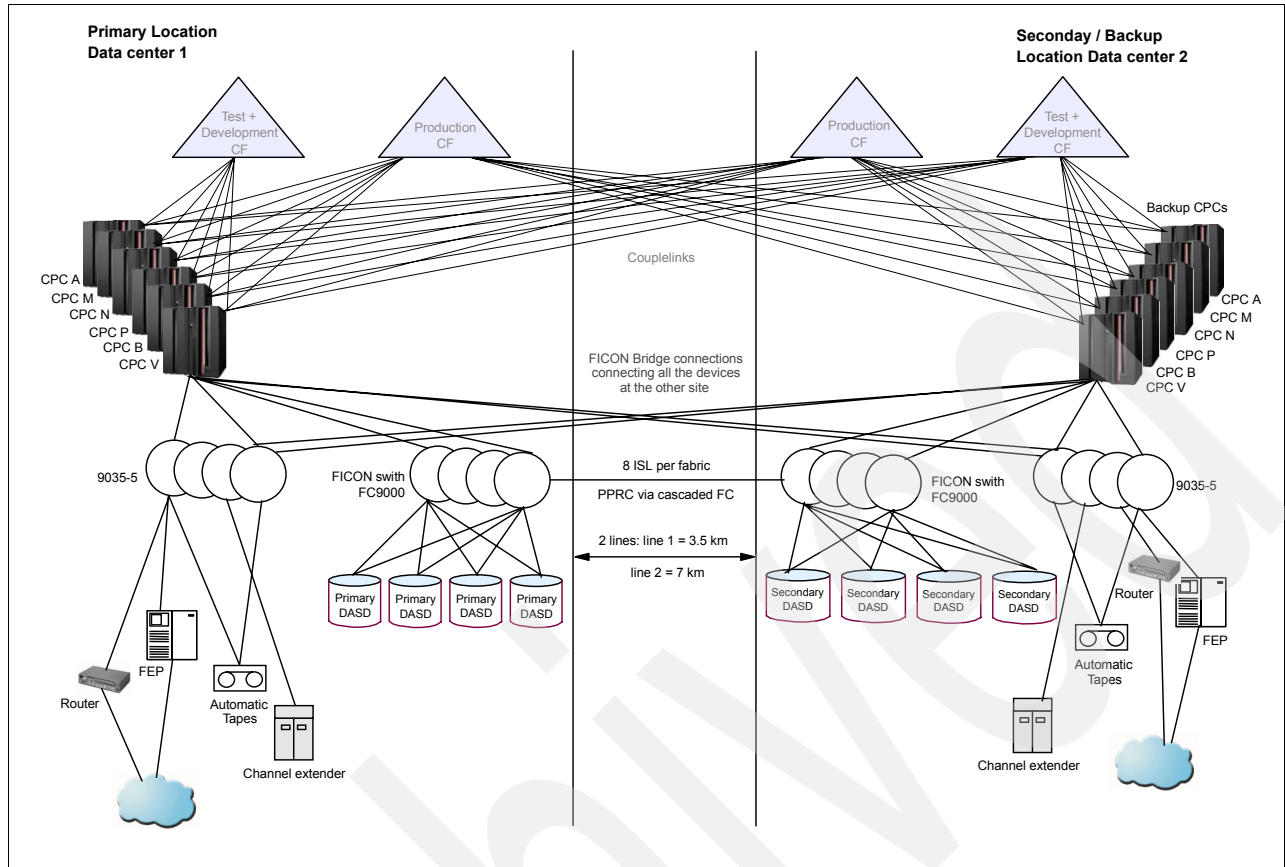 Primary Location
Data center 1
Seconday / Backup
Location Data center 2
Test +
Development
CF
Production
CF
Production
CF
Test +
Development
CF
Backup CPCs
Couplelinks
CPC A
CPC M
CPC N
CPC P
CPC B
CPC V
CPC A
CPC M
CPC N
CPC P
CPC B
CPC V
FICON Bridge connections
connecting all the devices
at the other site
9035-5
FICON swith
FC9000
8 ISL per fabric
PPRC via cascaded FC
FICON swith
FC9000
9035-5
2 lines: line 1 = 3.5 km
line 2 = 7 km
Primary
DASD
Primary
DASD
Primary
DASD
Primary
DASD
Secondary
DASD
Secondary
DASD
Secondary
DASD
Secondary
DASD
Router
FEP
Automatic
Tapes
Channel extender
Router
FEP
Automatic
Tapes
Channel extender